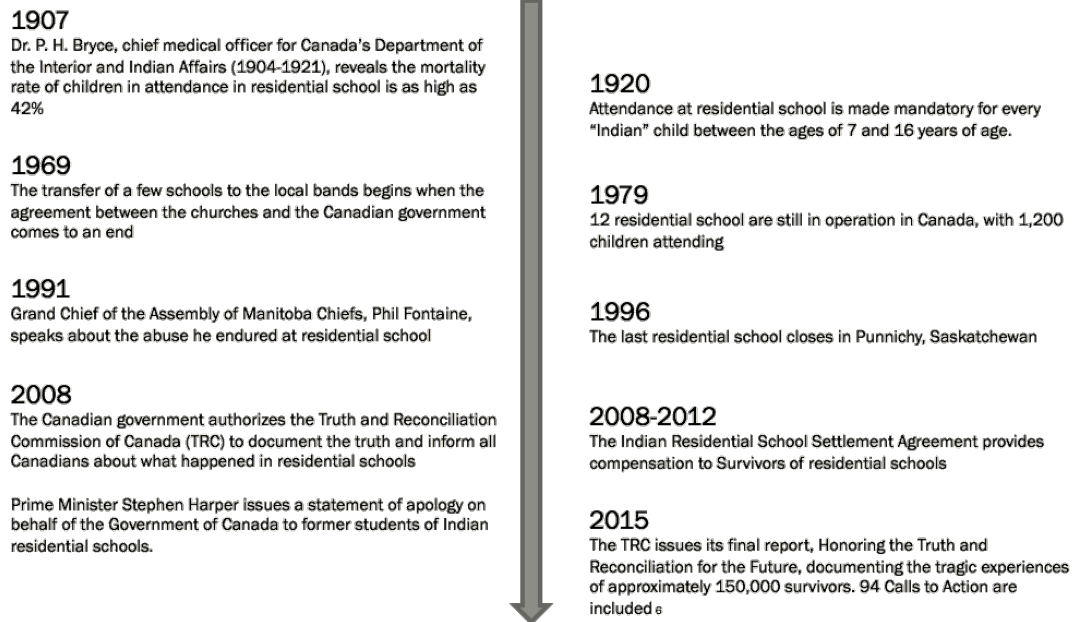 1907
Dr. P. H. Bryce, chief medical officer for Canada's Department of
the Interior and Indian Affairs (1904-1921), reveals the mortality
rate of children in attendance in residential school is as high as
42%
1920
Attendance at residential school is made mandatory for every
“Indian” child between the ages of 7 and 16 years of age.
1969
The transfer of a few schools to the local bands begins when the
agreement between the churches and the Canadian government
comes to an end
1979
12 residential school are still in operation in Canada, with 1,200
children attending
1991
Grand Chief of the Assembly of Manitoba Chiefs, Phil Fontaine,
speaks about the abuse he endured at residential school
1996
The last residential school closes in Punnichy, Saskatchewan
2008
The Canadian government authorizes the Truth and Reconciliation
Commission of Canada (TRC) to document the truth and inform all
Canadians about what happened in residential schools
Prime Minister Stephen Harper issues a statement of apology on
behalf of the Government of Canada to former students of Indian
residential schools.
2008-2012
The Indian Residential School Settlement Agreement provides
compensation to Survivors of residential schools
2015
The TRC issues its final report, Honoring the Truth and
Reconciliation for the Future, documenting the tragic experiences
of approximately 150,000 survivors. 94 Calls to Action are
included 6